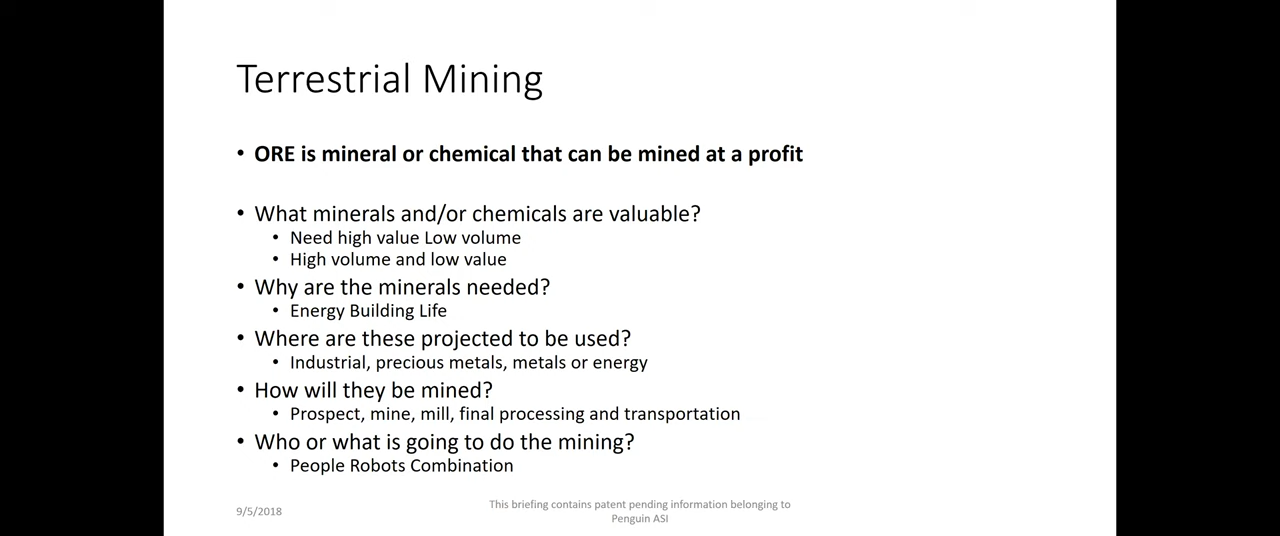 Terrestrial Mining
• ORE is mineral or chemical that can be mined at a profit
• What minerals and/or chemicals are valuable?
• Need high value Low volume
• High volume and low value
• Why are the minerals needed?
• Energy Building Life
• Where are these projected to be used?
• Industrial, precious metals, metals or energy
• How will they be mined?
• Prospect, mine, mill, final processing and transportation
• Who or what is going to do the mining?
• People Robots Combination
9/5/2018
This briefing contains patent pending information belonging to
Penguin ASI